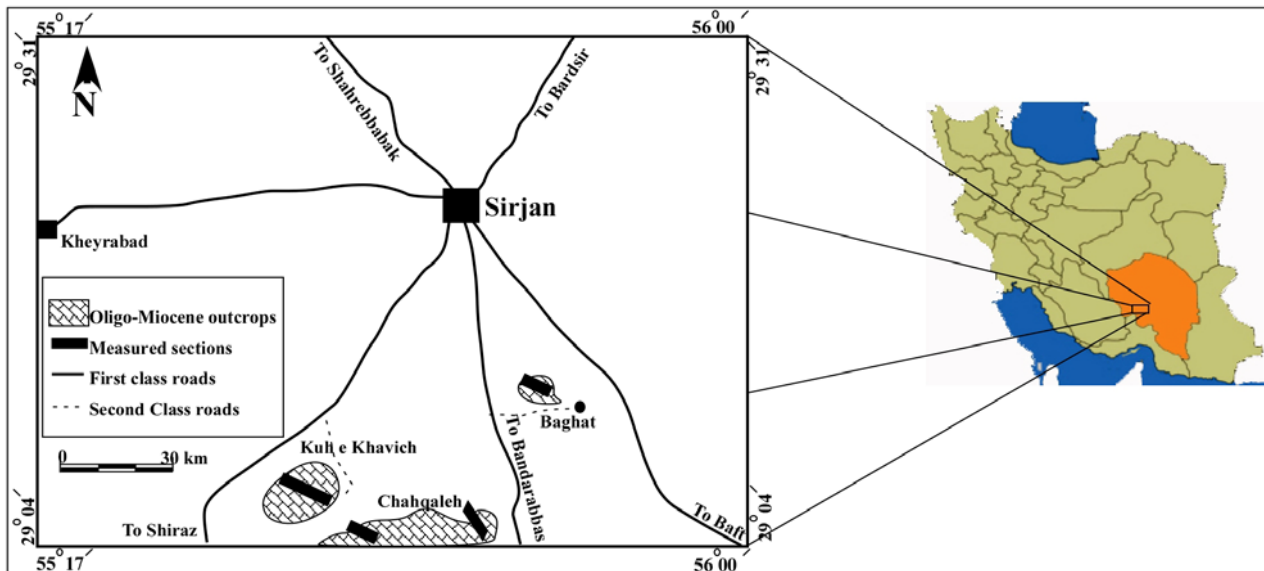 55° 17′
56 00
29° 31
29° 31
N
To Shahrebbabak
To Bardsir
Sirjan
Kheyrabad
Oligo-Miocene outcrops
Measured sections
First class roads
Second Class roads
0 30 km
Kuh e Khavich
Chahqaleh
Baghat
To Bandarabbas
To Shiraz
To Baft
29° 04
29° 04
55° 17′
56° 00